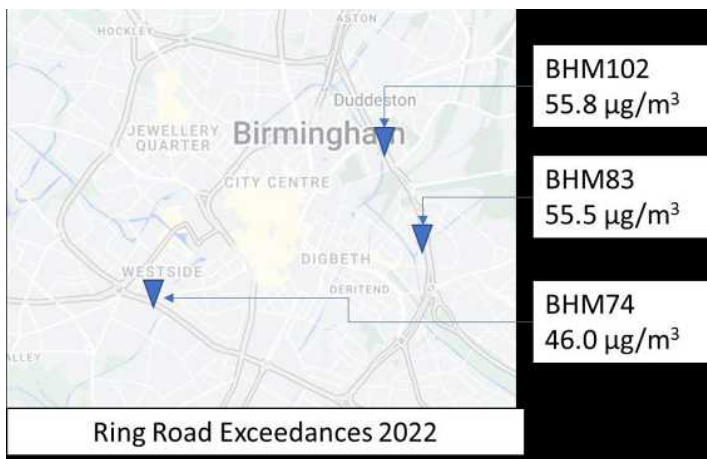 HOCKLEY
ASTON
Duddeston
JEWELLERY
QUARTER
Birmingham
CITY CENTRE
WESTSIDE
DIGBETH
DERITEND
ALLEY
BHM102
55.8 µg/m³
BHM83
55.5 µg/m³
BHM74
46.0 µg/m³
Ring Road Exceedances 2022